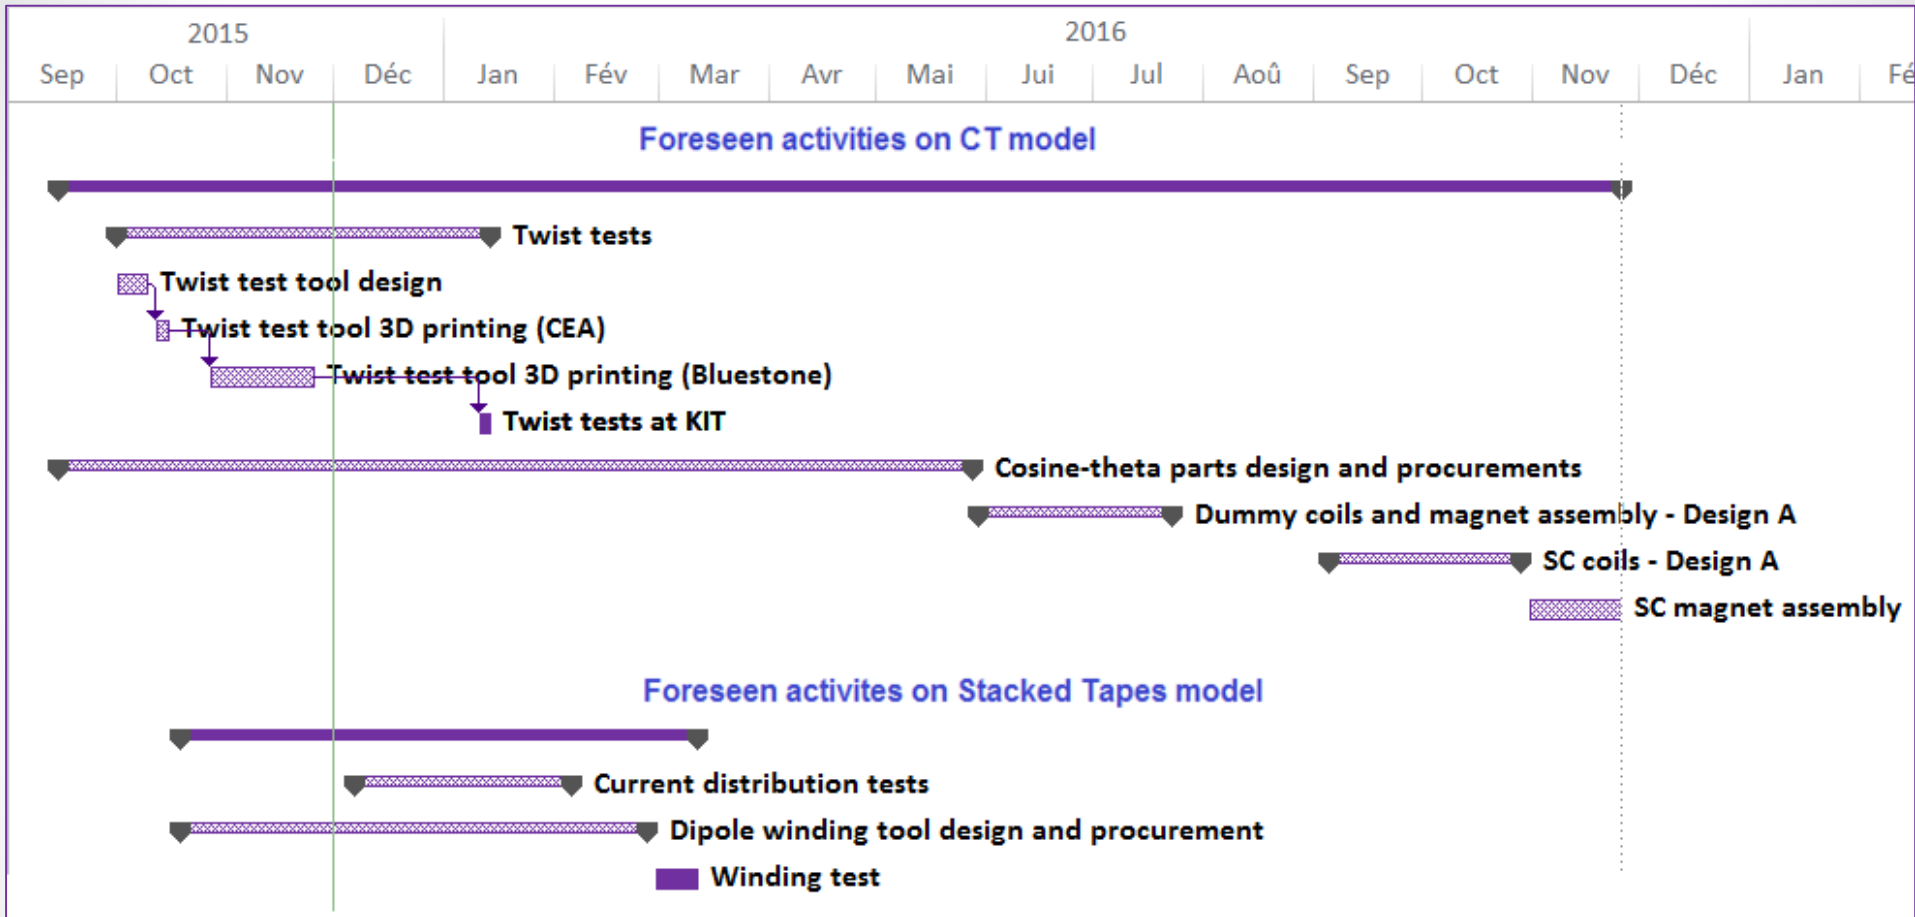 2015 2016
Sep Oct Nov Déc Jan Fév Mar Avr Mai Jui Jul Aoû Sep Oct Nov Déc Jan Fé
Foreseen activities on CT model
Twist tests
Twist test tool design
Twist test tool 3D printing (CEA)
Twist test tool 3D printing (Bluestone)
Twist tests at KIT
Cosine-theta parts design and procurements
Dummy coils and magnet assembly - Design A
SC coils - Design A
SC magnet assembly
Foreseen activites on Stacked Tapes model
Current distribution tests
Dipole winding tool design and procurement
Winding test